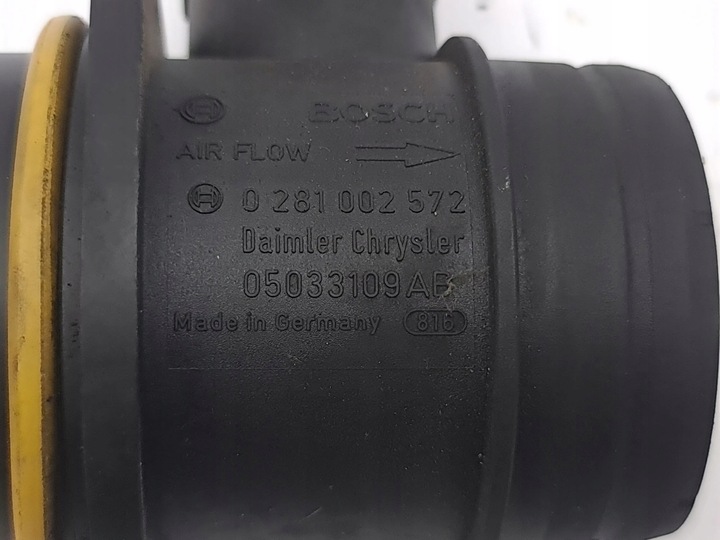 BOSCH
AIR FLOW
0 281 002 572
Daimler Chrysler
05033109AB
Made in Germany 816